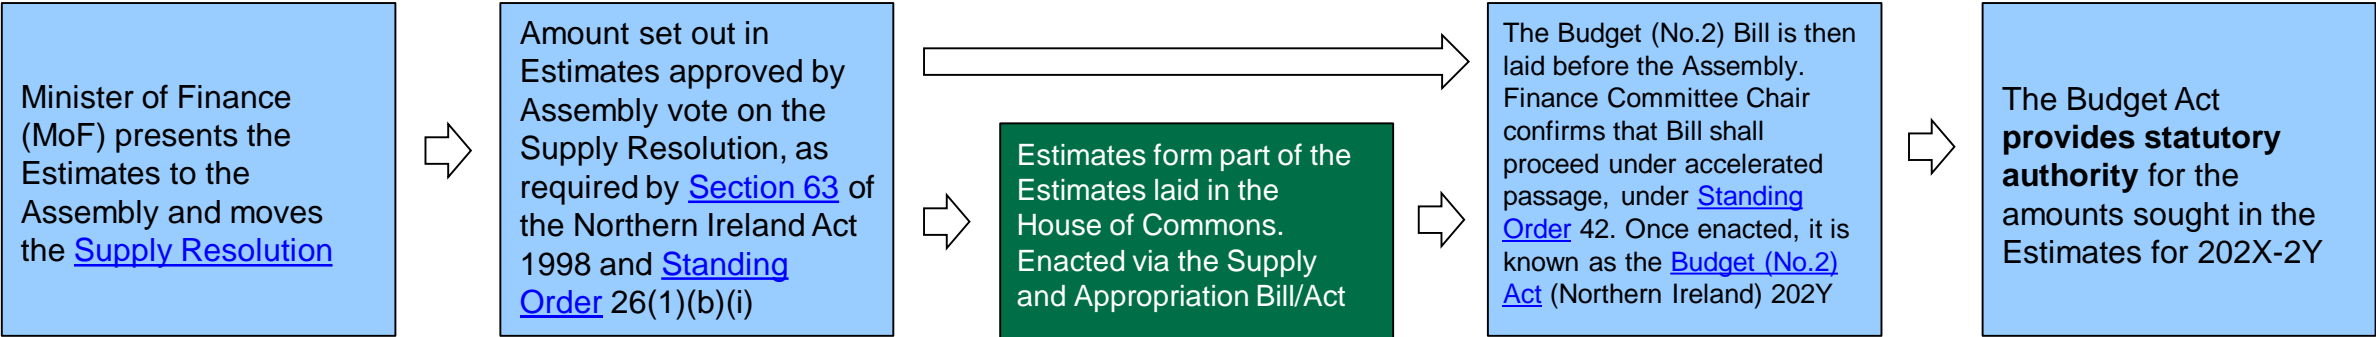 Minister of Finance
(MoF) presents the
Estimates to the
Assembly and moves
the Supply Resolution
Amount set out in
Estimates approved by
Assembly vote on the
Supply Resolution, as
required by Section 63 of
the Northern Ireland Act
1998 and Standing
Order 26(1)(b)(i)
Estimates form part of the
Estimates laid in the
House of Commons.
Enacted via the Supply
and Appropriation Bill/Act
The Budget (No.2) Bill is then
laid before the Assembly.
Finance Committee Chair
confirms that Bill shall
proceed under accelerated
passage, under Standing
Order 42. Once enacted, it is
known as the Budget (No.2)
Act (Northern Ireland) 202Y
The Budget Act
provides statutory
authority for the
amounts sought in the
Estimates for 202X-2Y